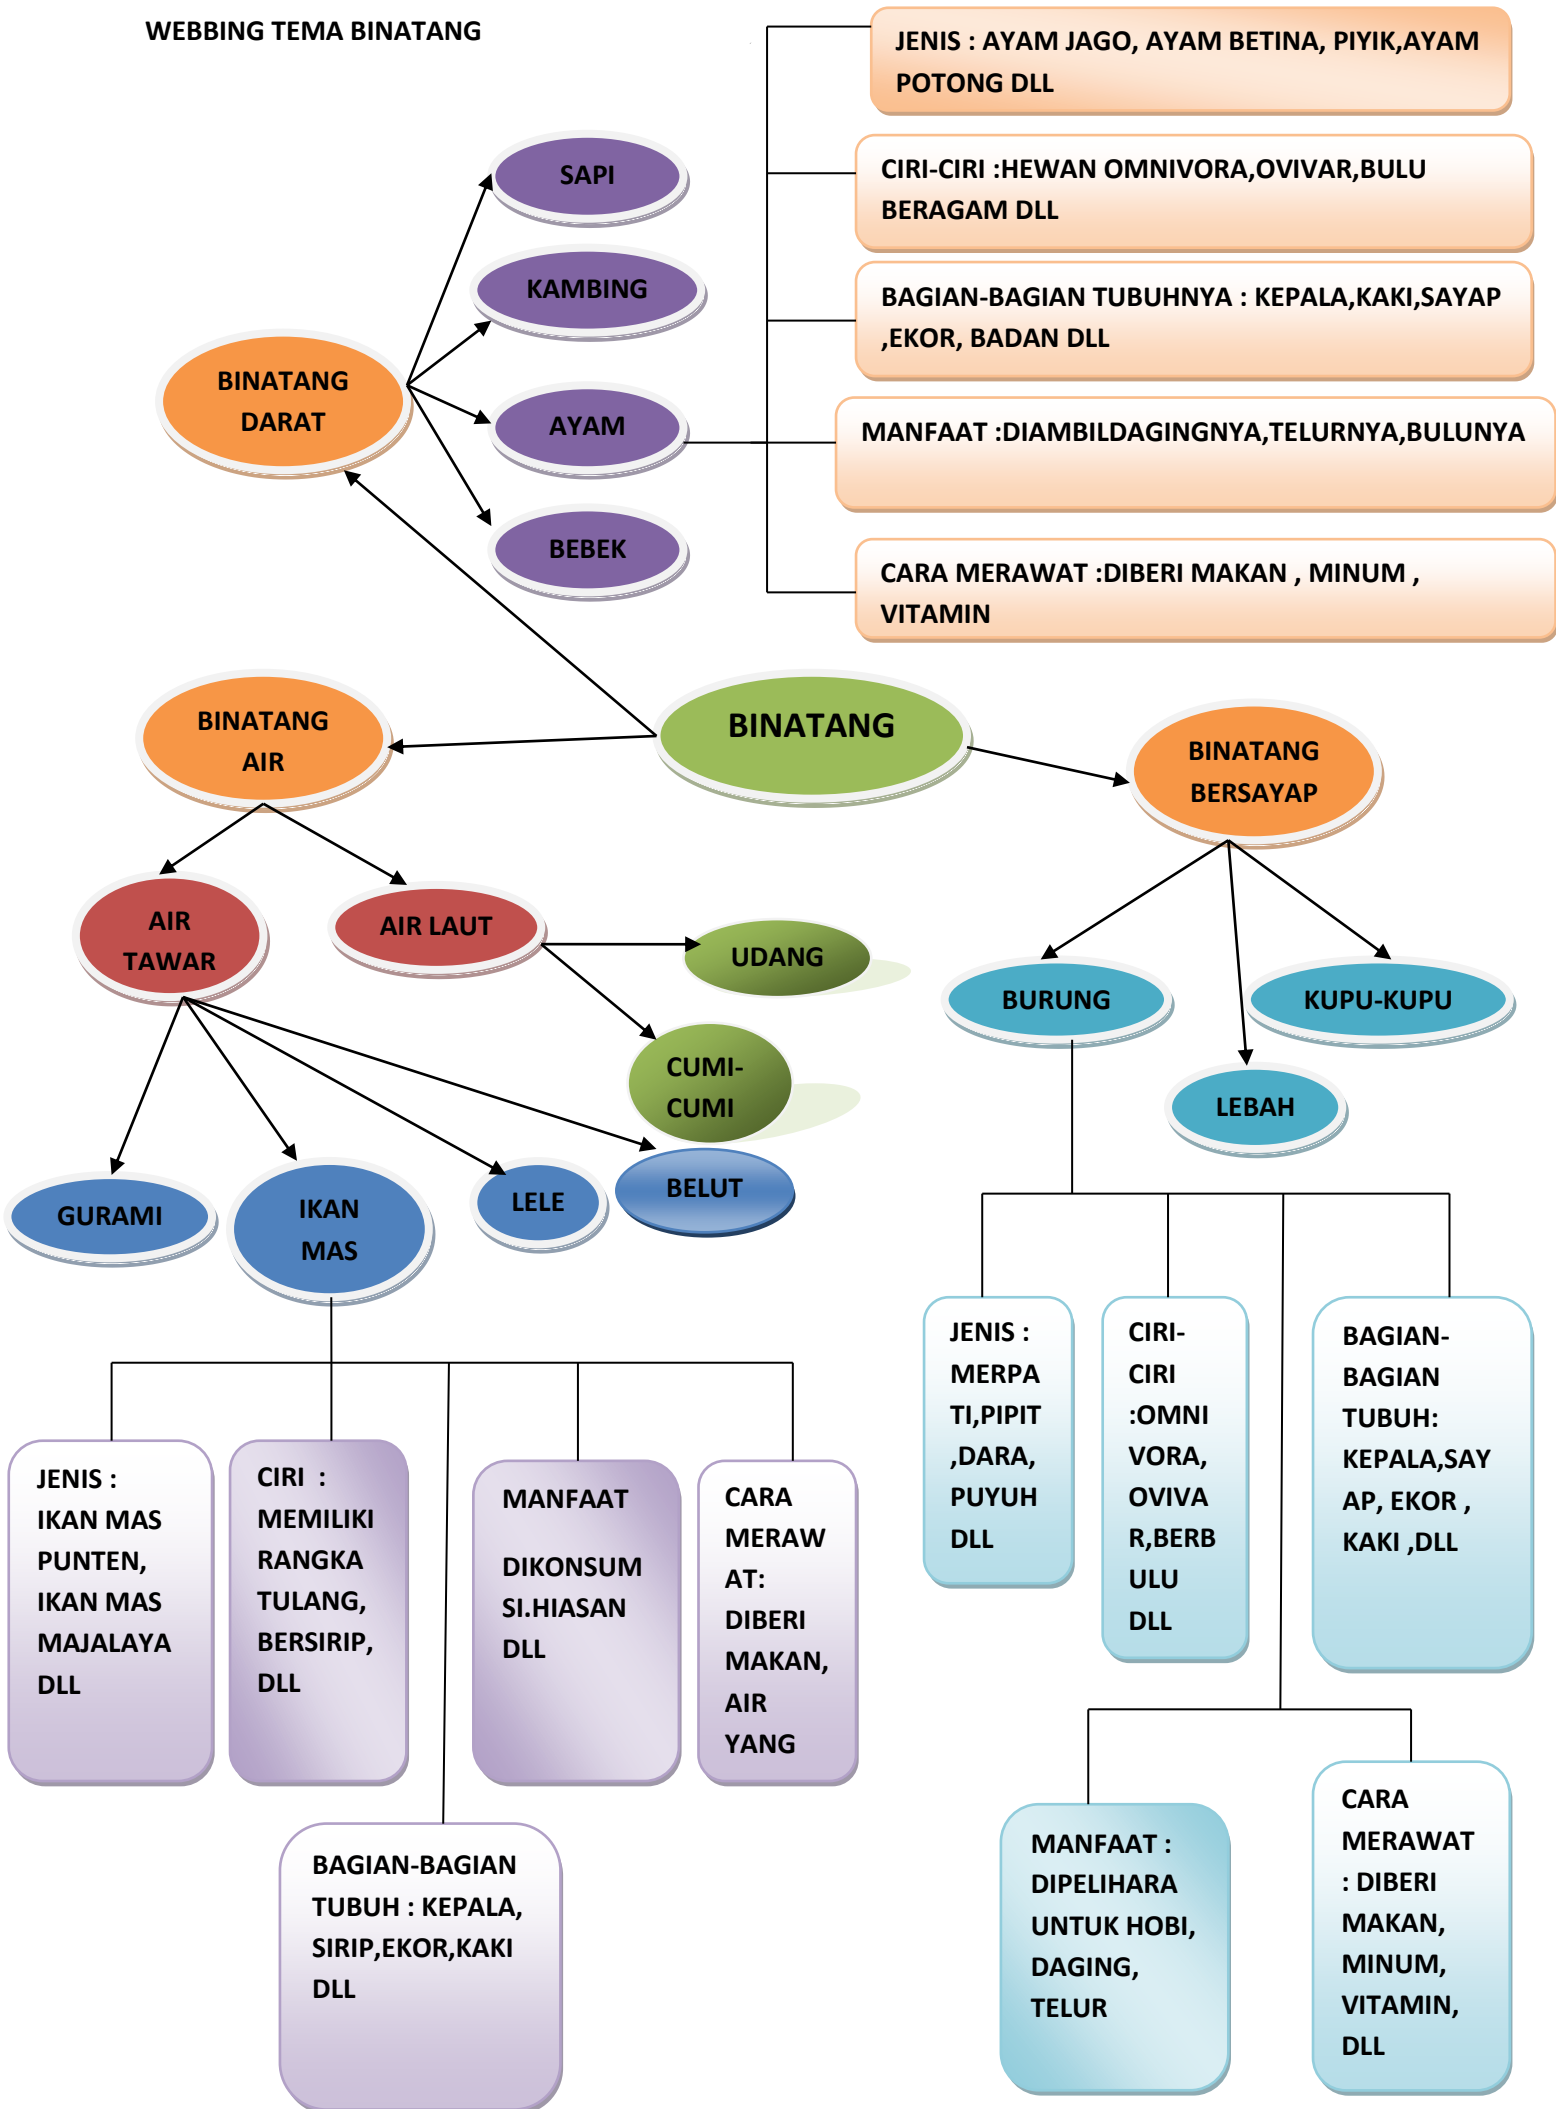 WEBBING TEMA BINATANG
JENIS : AYAM JAGO, AYAM BETINA, PIYIK,AYAM
POTONG DLL
SAPI
CIRI-CIRI :HEWAN OMNIVORA,OVIVAR,BULU
BERAGAM DLL
KAMBING
BAGIAN-BAGIAN TUBUHNYA : KEPALA,KAKI,SAYAP
,EKOR, BADAN DLL
BINATANG
DARAT
AYAM
MANFAAT :DIAMBILDAGINGNYA,TELURNYA,BULUNYA
BEBEK
CARA MERAWAT :DIBERI MAKAN , MINUM ,
VITAMIN
BINATANG
AIR
BINATANG
BINATANG
BERSAYAP
AIR
TAWAR
AIR LAUT
UDANG
BURUNG
KUPU-KUPU
CUMI-
CUMI
LEBAH
GURAMI
IKAN
MAS
LELE
BELUT
JENIS :
MERPA
TI,PIPIT
,DARA,
PUYUH
DLL
CIRI-
CIRI
:OMNI
VORA,
OVIVA
R,BERB
ULU
DLL
BAGIAN-
BAGIAN
TUBUH:
KEPALA,SAY
AP, EKOR ,
KAKI ,DLL
JENIS :
IKAN MAS
PUNTEN,
IKAN MAS
MAJALAYA
DLL
CIRI :
MEMILIKI
RANGKA
TULANG,
BERSIRIP,
DLL
MANFAAT
DIKONSUM
SI.HIASAN
DLL
CARA
MERAW
AT:
DIBERI
MAKAN,
AIR
YANG
BAGIAN-BAGIAN
TUBUH : KEPALA,
SIRIP,EKOR,KAKI
DLL
MANFAAT :
DIPELIHARA
UNTUK HOBI,
DAGING,
TELUR
CARA
MERAWAT
: DIBERI
MAKAN,
MINUM,
VITAMIN,
DLL